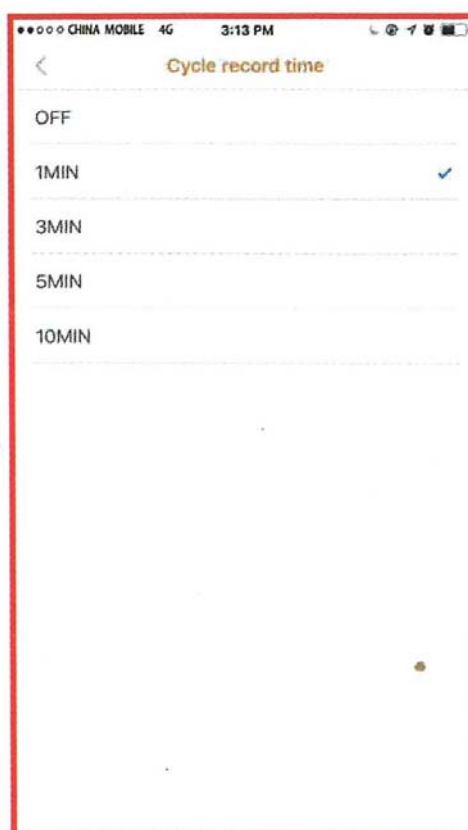 CHINA MOBILE 4G 3:13 PM
Cycle record time
OFF
1MIN
3MIN
5MIN
10MIN